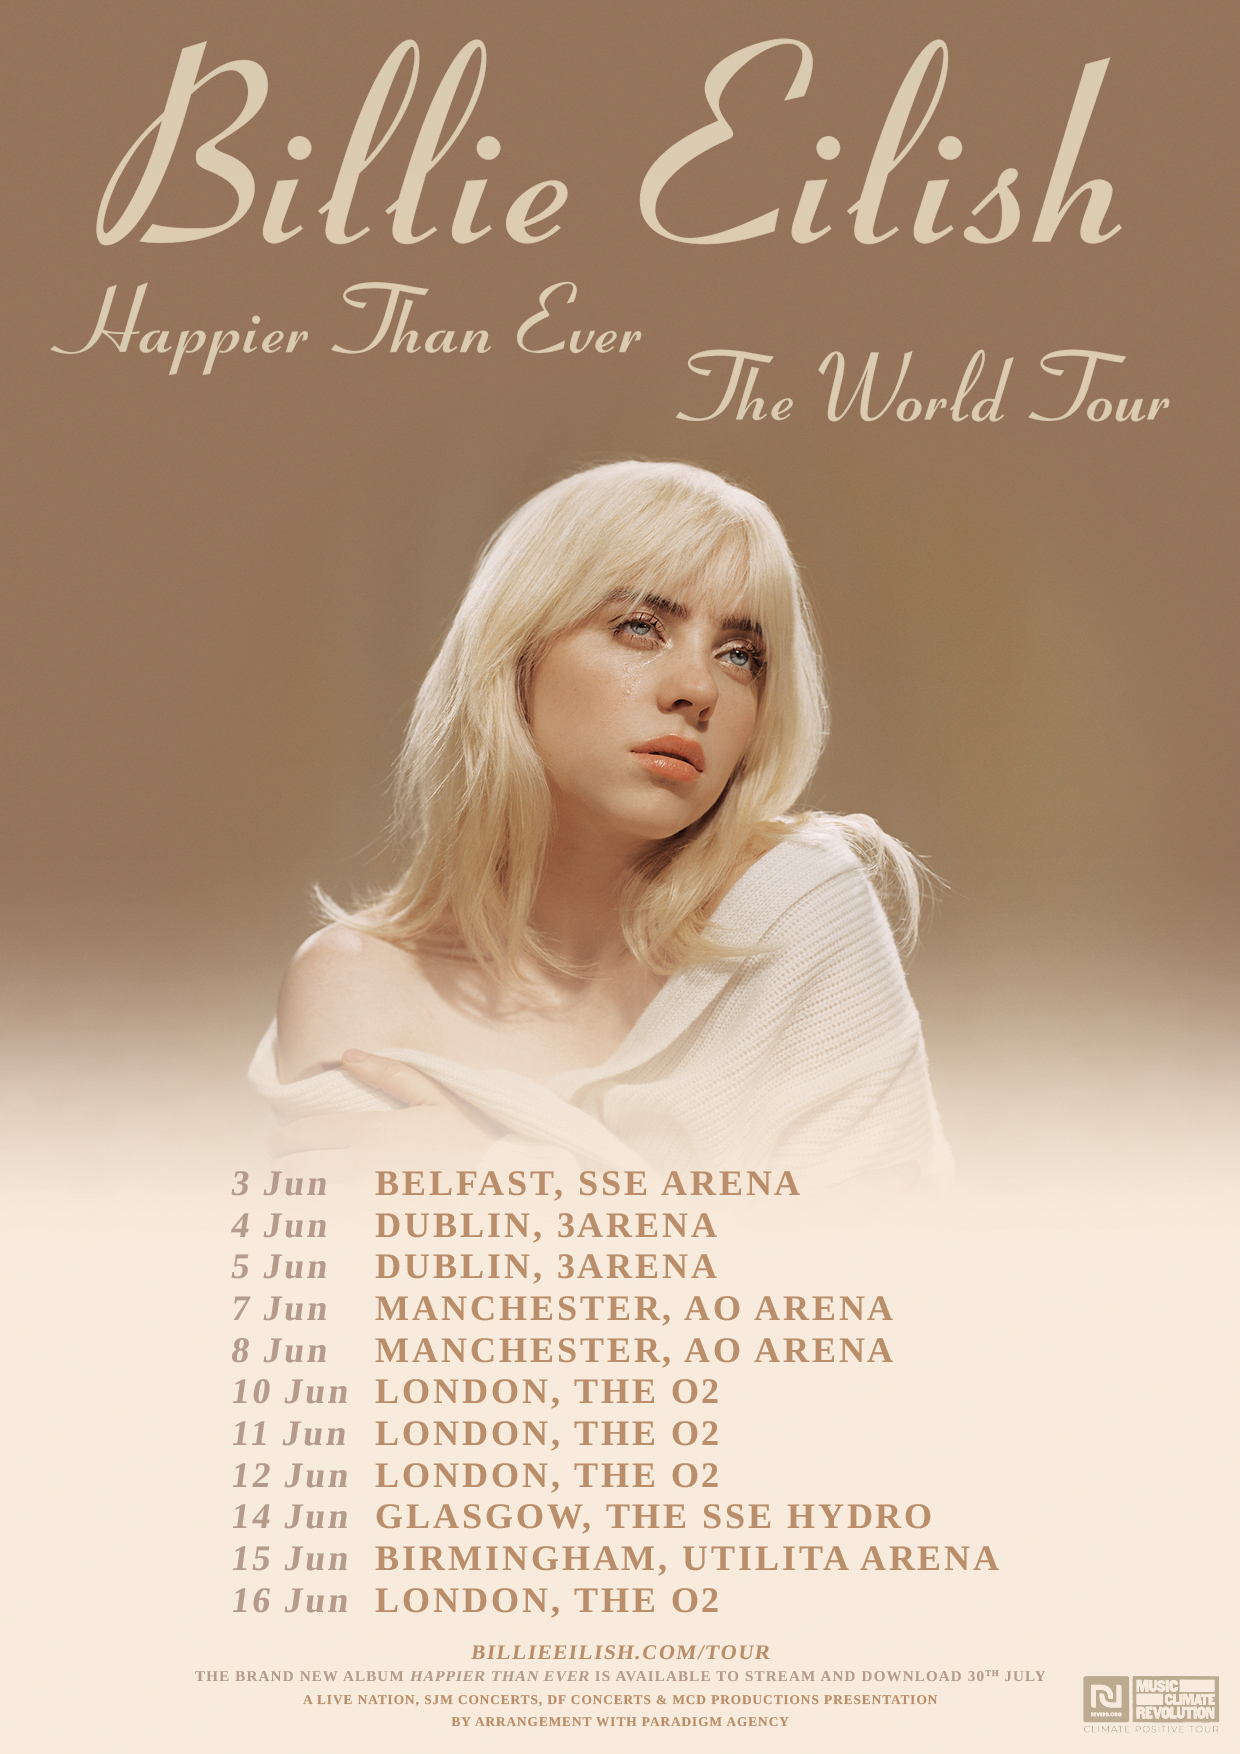 Billie Eilish
Happier Than Ever
The World Tour
3 Jun BELFAST, SSE ARENA
4 Jun DUBLIN, 3ARENA
5 Jun DUBLIN, 3ARENA
7 Jun MANCHESTER, AO ARENA
8 Jun MANCHESTER, AO ARENA
10 Jun LONDON, THE O2
11 Jun LONDON, THE O2
12 Jun LONDON, THE O2
14 Jun GLASGOW, THE SSE HYDRO
15 Jun BIRMINGHAM, UTILITA ARENA
16 Jun LONDON, THE O2
BILLIEEILISH.COM/TOUR
THE BRAND NEW ALBUM HAPPIER THAN EVER IS AVAILABLE TO STREAM AND DOWNLOAD 30TH JULY
A LIVE NATION, SJM CONCERTS, DF CONCERTS & MCD PRODUCTIONS PRESENTATION
BY ARRANGEMENT WITH PARADIGM AGENCY
REVERB.ORG
MUSIC
CLIMATE
REVOLUTION
CLIMATE POSITIVE TOUR